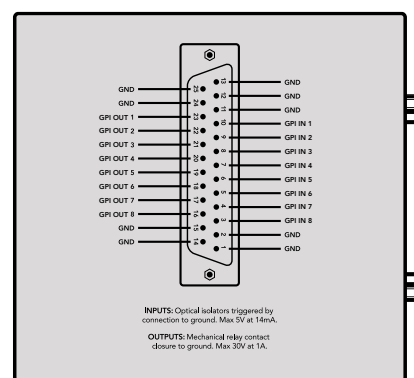 13 GND
GND 25
12 GND
GND 24
11 GND
GPI OUT 1 23
10 GPI IN 1
GPI OUT 2 22
9 GPI IN 2
GPI OUT 3 21
8 GPI IN 3
GPI OUT 4 20
7 GPI IN 4
GPI OUT 5 19
6 GPI IN 5
GPI OUT 6 18
5 GPI IN 6
GPI OUT 7 17
4 GPI IN 7
GPI OUT 8 16
3 GPI IN 8
GND 15
2 GND
GND 14
1 GND
INPUTS: Optical isolators triggered by
connection to ground. Max 5V at 14mA.
OUTPUTS: Mechanical relay contact
closure to ground. Max 30V at 1A.